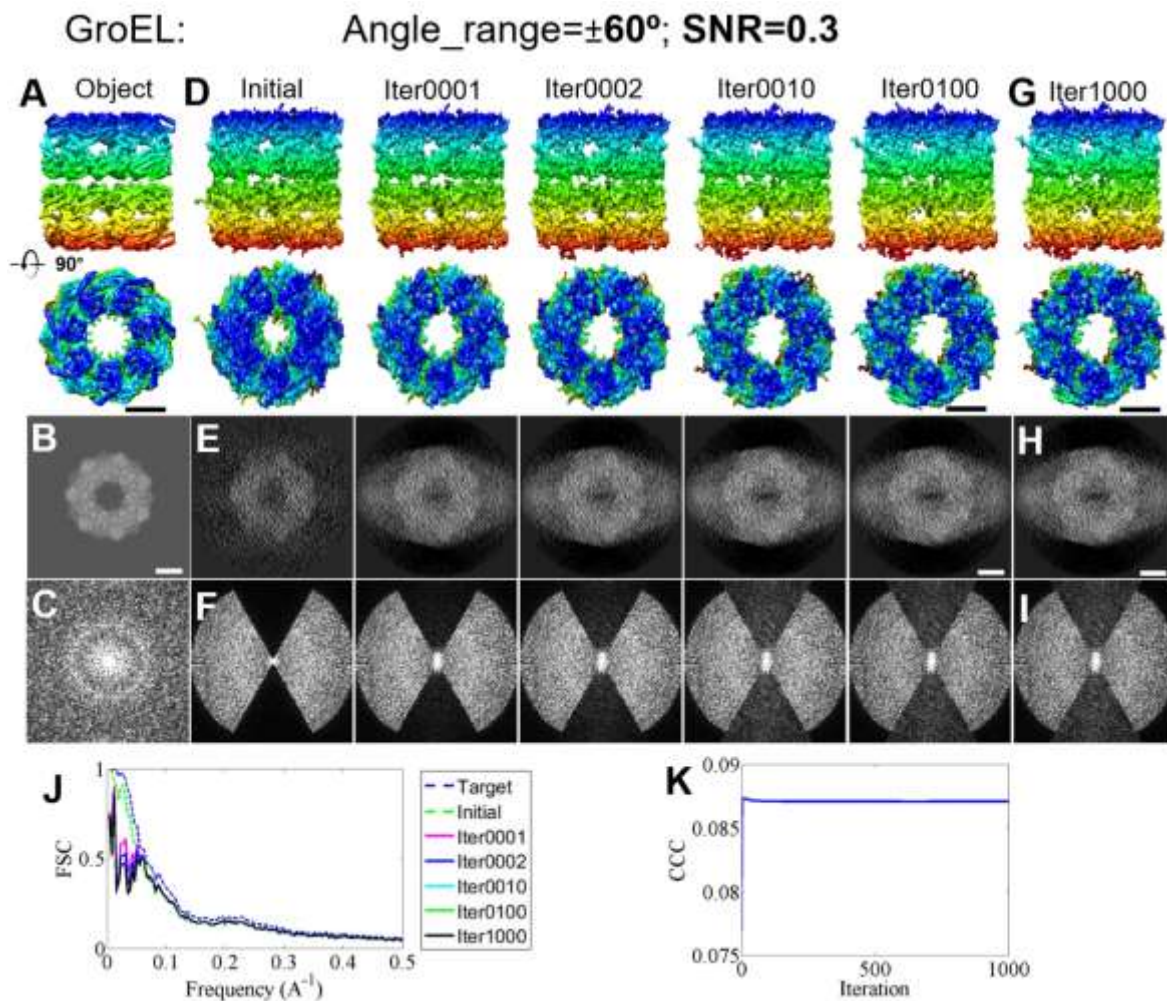 GroEL: Angle_range=±60º; SNR=0.3
A Object D Initial Iter0001 Iter0002 Iter0010 Iter0100 G Iter1000
90°
B E H
C F I
J
1
0.5
0
FSC
0 0.1 0.2 0.3 0.4 0.5
Frequency (A⁻¹)
Target
Initial
Iter0001
Iter0002
Iter0010
Iter0100
Iter1000
K
0.09
0.085
0.08
0.075
CCC
0 500 1000
Iteration